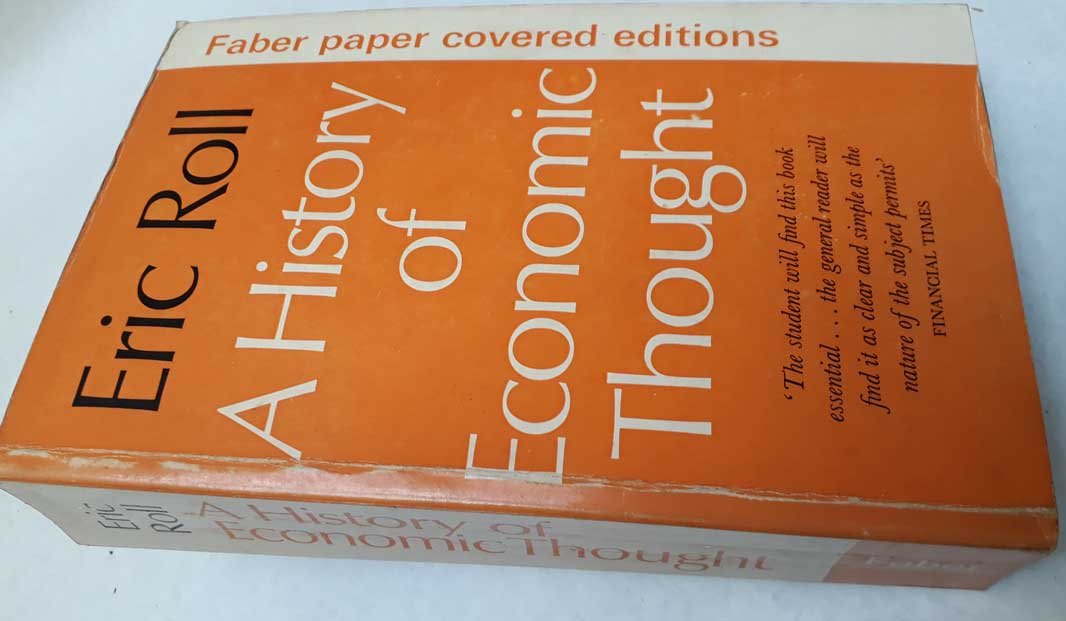 Faber paper covered editions
Eric Roll
A History
of
Economic
Thought
‘The student will find this book
essential . . . the general reader will
find it as clear and simple as the
nature of the subject permits’
FINANCIAL TIMES
Eric
Roll
A History of
Economic Thought
Faber